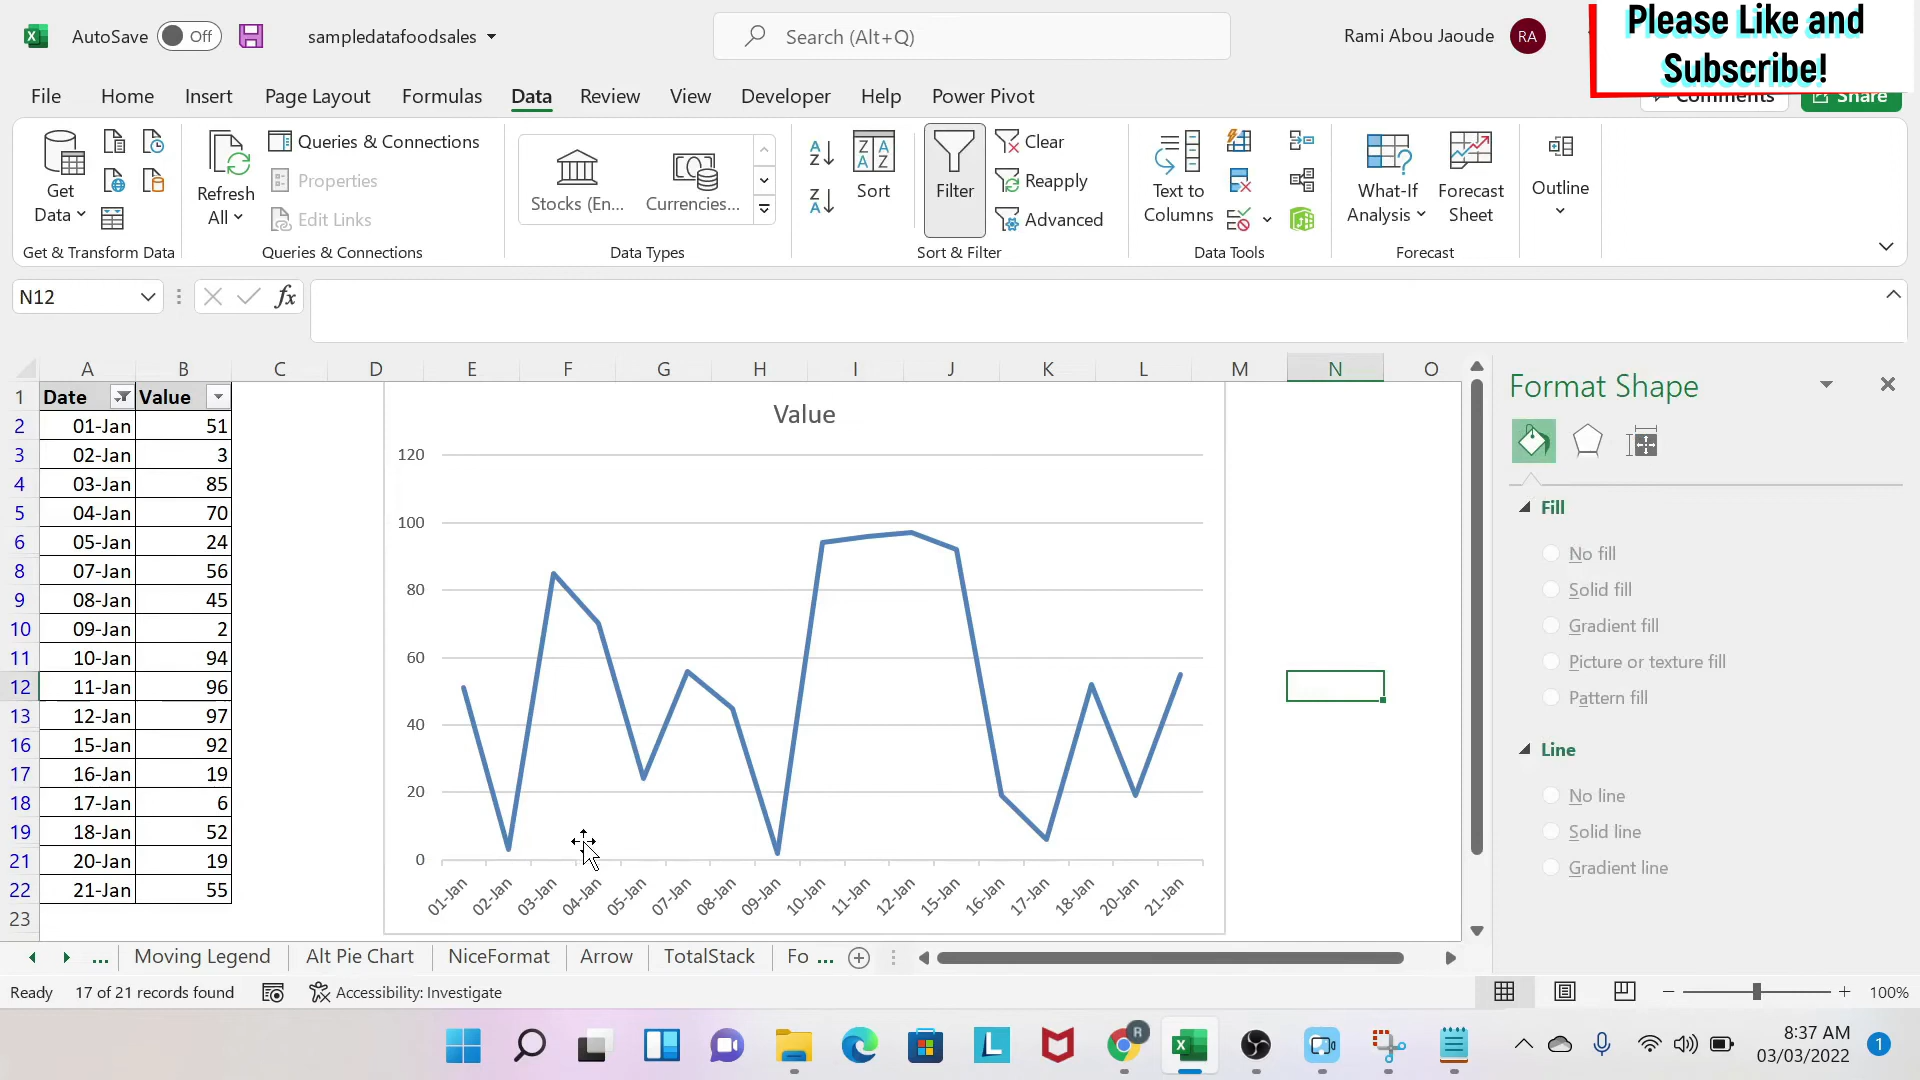 AutoSave Off sampledatafoodsales Search (Alt+Q) Rami Abou Jaoude RA
Please Like and
Subscribe!
File Home Insert Page Layout Formulas Data Review View Developer Help Power Pivot Comments Share
Get
Data
Refresh
All
Queries & Connections
Properties
Edit Links
Stocks (En... Currencies...
Sort
Filter
Clear
Reapply
Advanced
Text to
Columns
What-If
Analysis
Forecast
Sheet
Outline
Get & Transform Data Queries & Connections Data Types Sort & Filter Data Tools Forecast
N12 fx
A B C D E F G H I J K L M N O
1 Date Value
2 01-Jan 51
3 02-Jan 3
4 03-Jan 85
5 04-Jan 70
6 05-Jan 24
8 07-Jan 56
9 08-Jan 45
10 09-Jan 2
11 10-Jan 94
12 11-Jan 96
13 12-Jan 97
16 15-Jan 92
17 16-Jan 19
18 17-Jan 6
19 18-Jan 52
21 20-Jan 19
22 21-Jan 55
23
Value
120
100
80
60
40
20
0
01-Jan 02-Jan 03-Jan 04-Jan 05-Jan 07-Jan 08-Jan 09-Jan 10-Jan 11-Jan 12-Jan 15-Jan 16-Jan 17-Jan 18-Jan 20-Jan 21-Jan
Format Shape
Fill
No fill
Solid fill
Gradient fill
Picture or texture fill
Pattern fill
Line
No line
Solid line
Gradient line
... Moving Legend Alt Pie Chart NiceFormat Arrow TotalStack Fo ...
Ready 17 of 21 records found Accessibility: Investigate 100%
L R
8:37 AM
03/03/2022
1